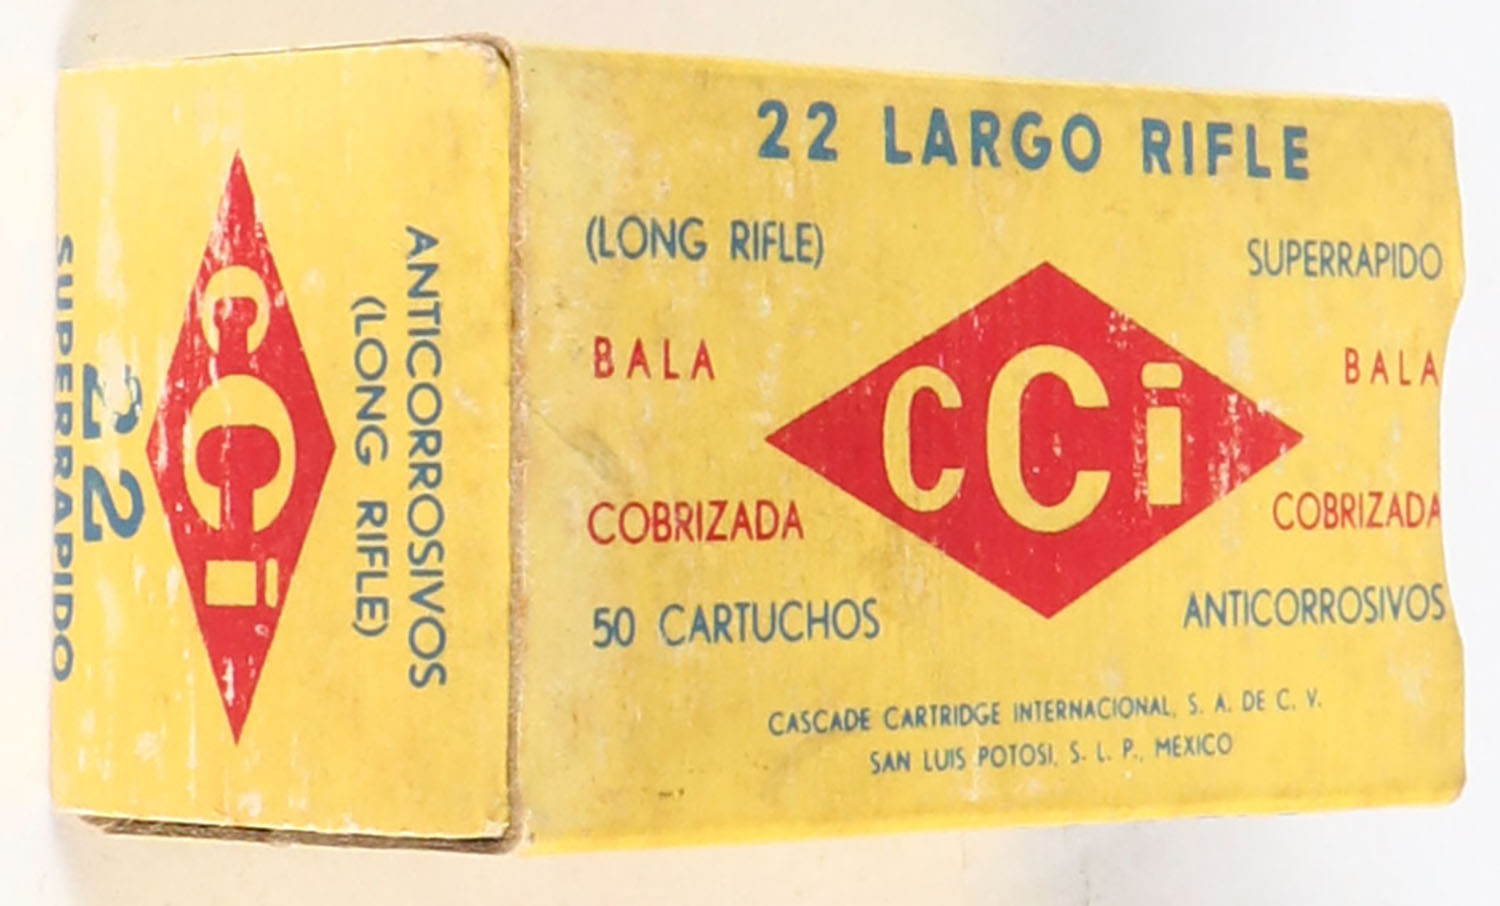 22 LARGO RIFLE
(LONG RIFLE)
SUPERRAPIDO
BALA
BALA
CCi
COBRIZADA
COBRIZADA
50 CARTUCHOS
ANTICORROSIVOS
CASCADE CARTRIDGE INTERNACIONAL, S. A. DE C. V.
SAN LUIS POTOSI, S. L. P., MEXICO
ANTICORROSIVOS
(LONG RIFLE)
CCi
22
SUPERRAPIDO